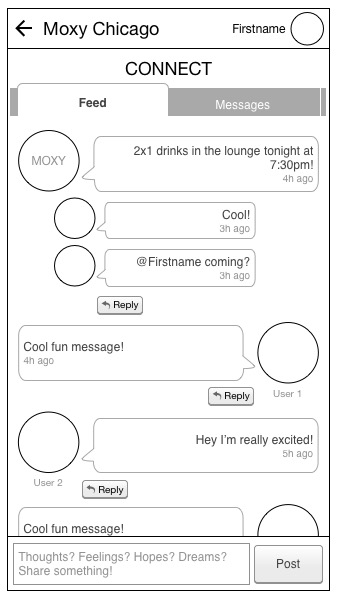 Moxy Chicago
Firstname
CONNECT
Feed
Messages
MOXY
2x1 drinks in the lounge tonight at
7:30pm!
4h ago
Cool!
3h ago
@Firstname coming?
3h ago
Reply
Cool fun message!
4h ago
Reply
User 1
Hey I'm really excited!
5h ago
User 2
Reply
Cool fun message!
Thoughts? Feelings? Hopes? Dreams?
Share something!
Post